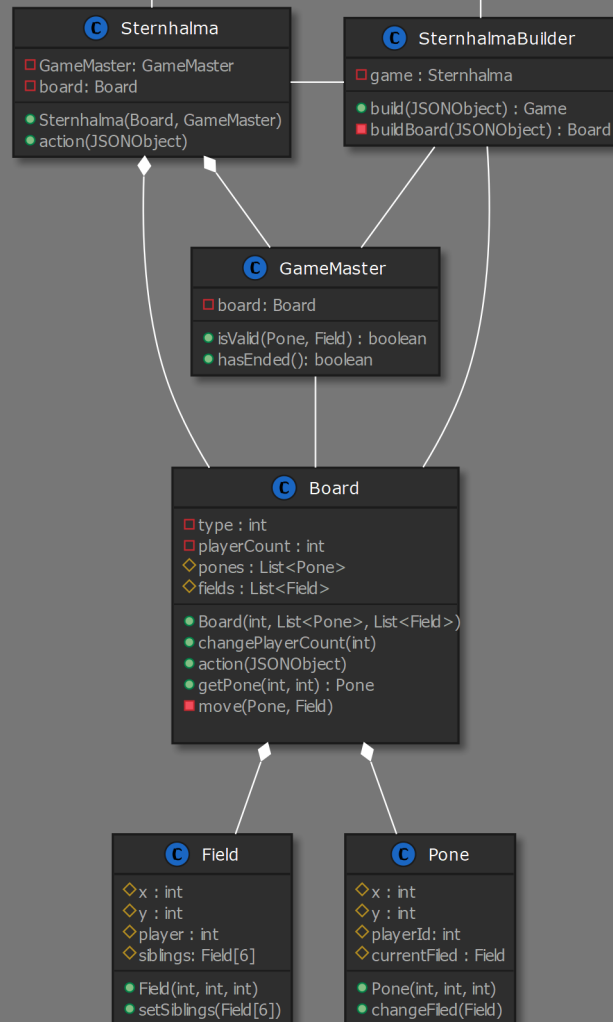 Sternhalma
GameMaster: GameMaster
board: Board
Sternhalma(Board, GameMaster)
action(JSONObject)
SternhalmaBuilder
game : Sternhalma
build(JSONObject) : Game
buildBoard(JSONObject) : Board
GameMaster
board: Board
isValid(Pone, Field) : boolean
hasEnded(): boolean
Board
type : int
playerCount : int
pones : List<Pone>
fields : List<Field>
Board(int, List<Pone>, List<Field>)
changePlayerCount(int)
action(JSONObject)
getPone(int, int) : Pone
move(Pone, Field)
Field
x : int
y : int
player : int
siblings: Field[6]
Field(int, int, int)
setSiblings(Field[6])
Pone
x : int
y : int
playerId: int
currentFiled : Field
Pone(int, int, int)
changeFiled(Field)